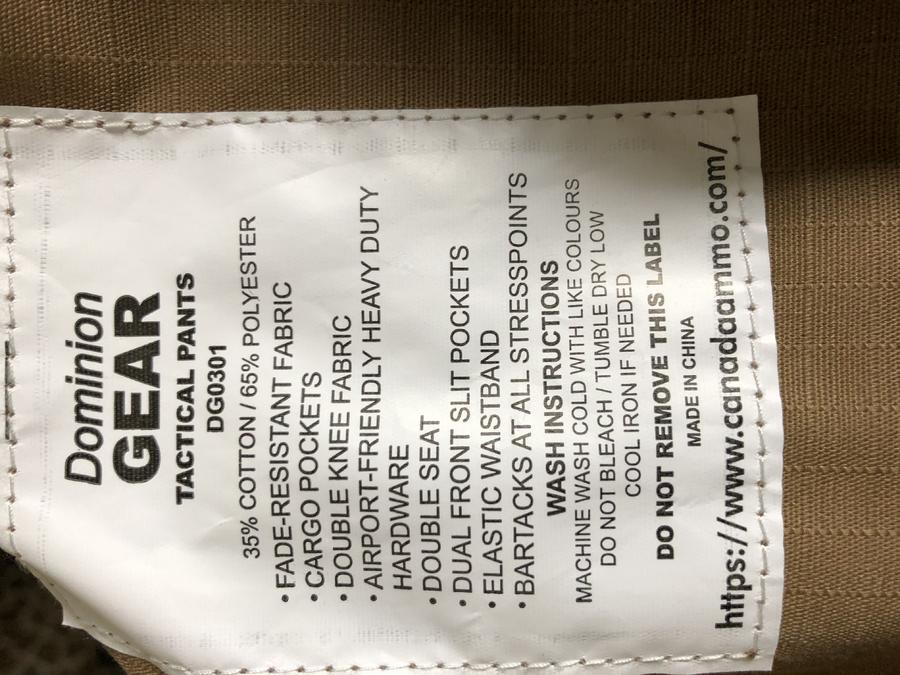 Dominion
GEAR
TACTICAL PANTS
DG0301
35% COTTON / 65% POLYESTER
• FADE-RESISTANT FABRIC
• CARGO POCKETS
• DOUBLE KNEE FABRIC
• AIRPORT-FRIENDLY HEAVY DUTY
HARDWARE
• DOUBLE SEAT
• DUAL FRONT SLIT POCKETS
• ELASTIC WAISTBAND
• BARTACKS AT ALL STRESSPOINTS
WASH INSTRUCTIONS
MACHINE WASH COLD WITH LIKE COLOURS
DO NOT BLEACH / TUMBLE DRY LOW
COOL IRON IF NEEDED
DO NOT REMOVE THIS LABEL
MADE IN CHINA
https://www.canadaammo.com/